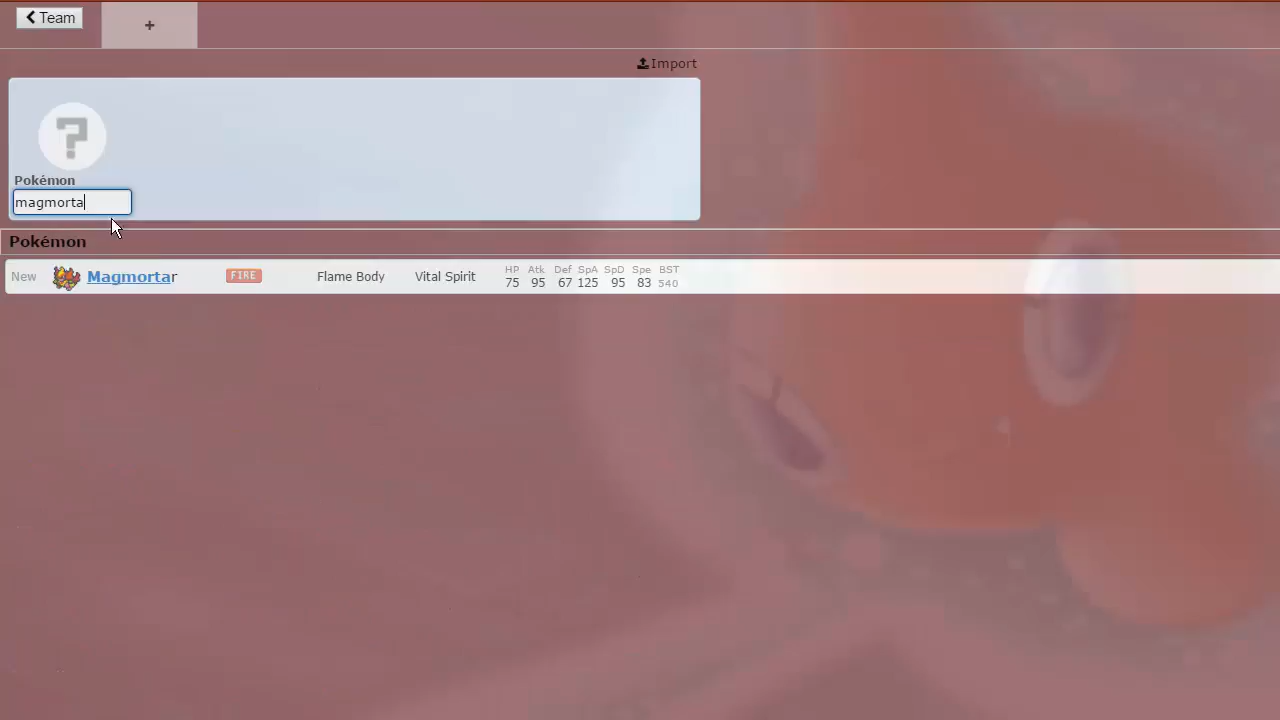 Team
+
Import
Pokémon
magmorta
Pokémon
New Magmortar FIRE Flame Body Vital Spirit HP Atk Def SpA SpD Spe BST
75 95 67 125 95 83 540